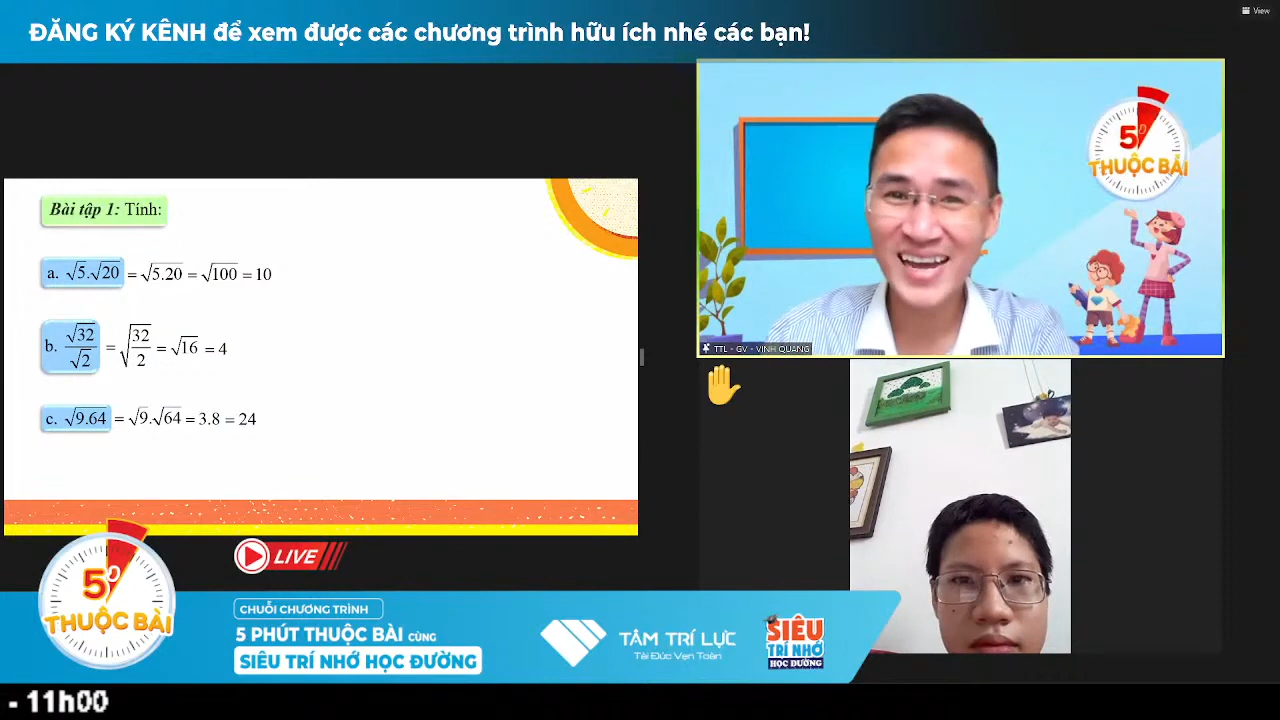 ĐĂNG KÝ KÊNH để xem được các chương trình hữu ích nhé các bạn!
View
Bài tập 1: Tính:
a. √5.√20 = √5.20 = √100 = 10
b. √32/√2 = √32/2 = √16 = 4
c. √9.64 = √9.√64 = 3.8 = 24
5'
THUỘC BÀI
TTL - GV - VINH QUANG
LIVE
5'
THUỘC BÀI
CHUỖI CHƯƠNG TRÌNH
5 PHÚT THUỘC BÀI CÙNG
SIÊU TRÍ NHỚ HỌC ĐƯỜNG
TÂM TRÍ LỰC
Tài Đức Vẹn Toàn
SIÊU
TRÍ NHỚ
HỌC ĐƯỜNG
- 11h00